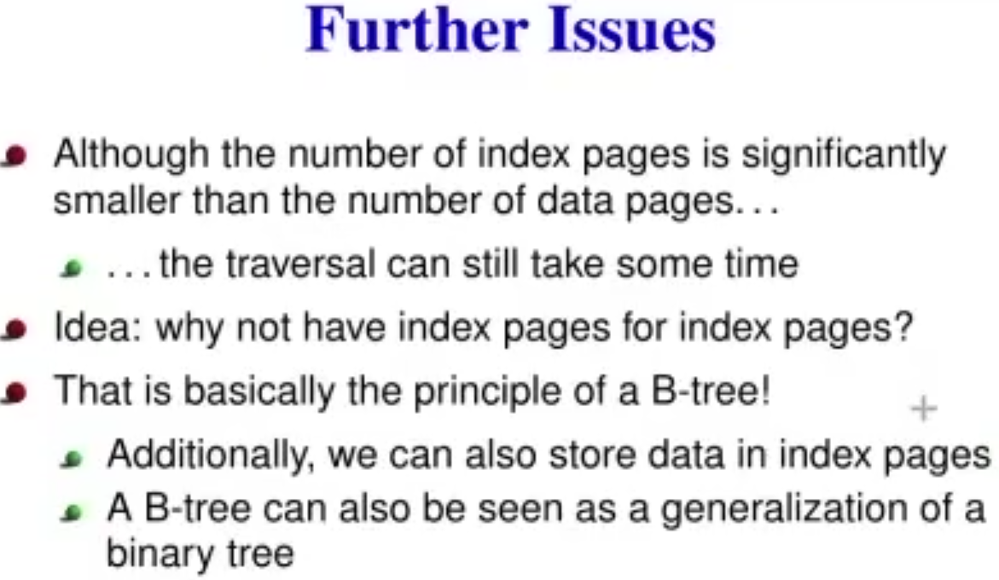 Further Issues
Although the number of index pages is significantly
smaller than the number of data pages...
...the traversal can still take some time
Idea: why not have index pages for index pages?
That is basically the principle of a B-tree!
Additionally, we can also store data in index pages
A B-tree can also be seen as a generalization of a
binary tree